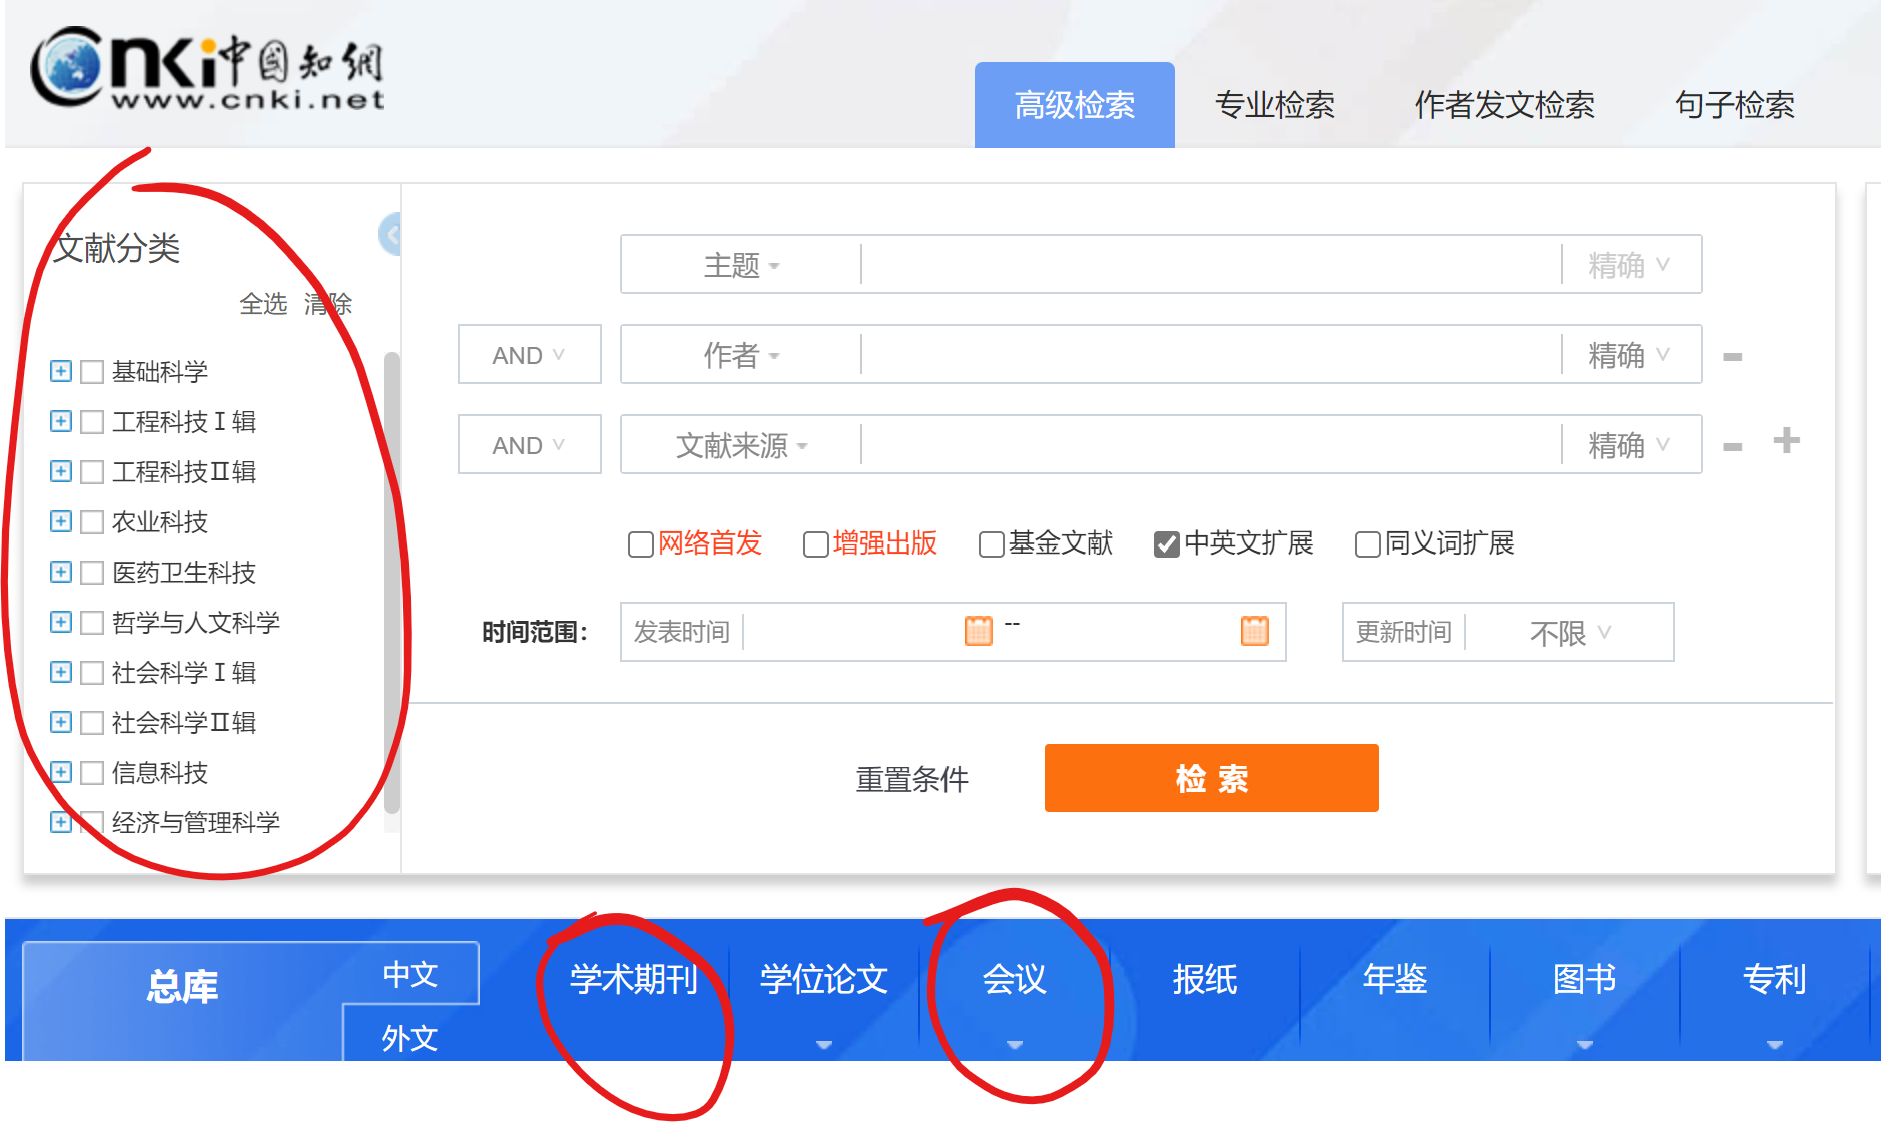 cnki中国知網
www.cnki.net
高级检索 专业检索 作者发文检索 句子检索
文献分类
全选 清除
基础科学
工程科技Ⅰ辑
工程科技Ⅱ辑
农业科技
医药卫生科技
哲学与人文科学
社会科学Ⅰ辑
社会科学Ⅱ辑
信息科技
经济与管理科学
主题 精确
AND 作者 精确
AND 文献来源 精确
网络首发 增强出版 基金文献 中英文扩展 同义词扩展
时间范围： 发表时间 -- 更新时间 不限
重置条件 检索
总库 中文 外文
学术期刊 学位论文 会议 报纸 年鉴 图书 专利